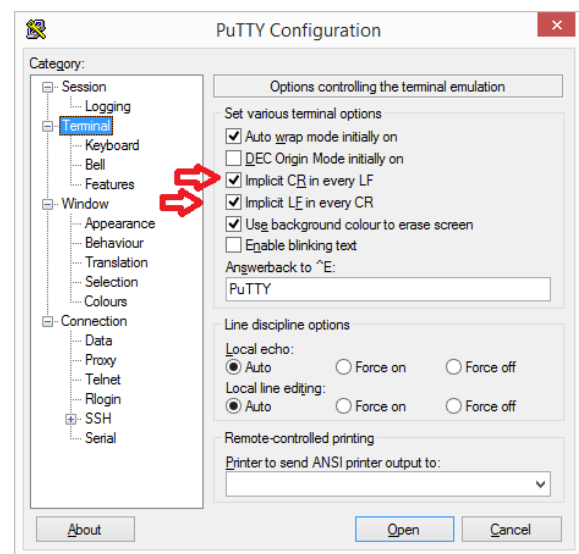 PuTTY Configuration
Category:
Session
Logging
Terminal
Keyboard
Bell
Features
Window
Appearance
Behaviour
Translation
Selection
Colours
Connection
Data
Proxy
Telnet
Rlogin
SSH
Serial
Options controlling the terminal emulation
Set various terminal options
Auto wrap mode initially on
DEC Origin Mode initially on
Implicit CR in every LF
Implicit LF in every CR
Use background colour to erase screen
Enable blinking text
Answerback to ^E:
PuTTY
Line discipline options
Local echo:
Auto Force on Force off
Local line editing:
Auto Force on Force off
Remote-controlled printing
Printer to send ANSI printer output to:
About Open Cancel